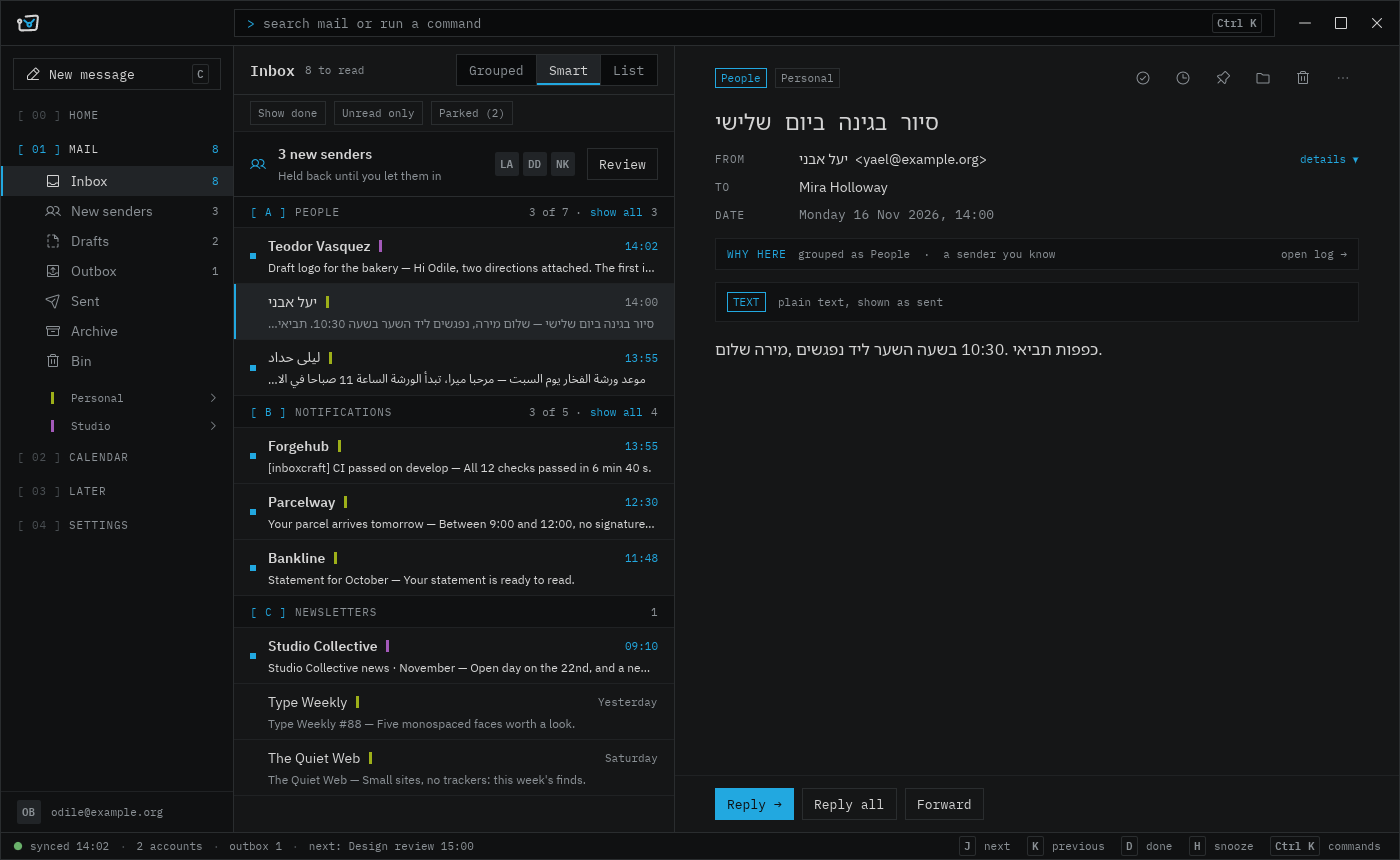 > search mail or run a command
Ctrl K
New message
C
[ 00 ] HOME
[ 01 ] MAIL 8
Inbox 8
New senders 3
Drafts 2
Outbox 1
Sent
Archive
Bin
Personal
Studio
[ 02 ] CALENDAR
[ 03 ] LATER
[ 04 ] SETTINGS
OB odile@example.org
Inbox 8 to read
Grouped Smart List
Show done Unread only Parked (2)
3 new senders
Held back until you let them in
LA DD NK Review
[ A ] PEOPLE 3 of 7 · show all 3
Teodor Vasquez 14:02
Draft logo for the bakery — Hi Odile, two directions attached. The first i…
יעל אבני 14:00
סיור בגינה ביום שלישי — שלום מירה, נפגשים ליד השער בשעה 10:30. תביאי…
ليلى حداد 13:55
موعد ورشة الفخار يوم السبت — مرحبا ميرا، تبدأ الورشة الساعة 11 صباحا في الا…
[ B ] NOTIFICATIONS 3 of 5 · show all 4
Forgehub 13:55
[inboxcraft] CI passed on develop — All 12 checks passed in 6 min 40 s.
Parcelway 12:30
Your parcel arrives tomorrow — Between 9:00 and 12:00, no signature…
Bankline 11:48
Statement for October — Your statement is ready to read.
[ C ] NEWSLETTERS 1
Studio Collective 09:10
Studio Collective news · November — Open day on the 22nd, and a ne…
Type Weekly Yesterday
Type Weekly #88 — Five monospaced faces worth a look.
The Quiet Web Saturday
The Quiet Web — Small sites, no trackers: this week's finds.
People Personal
סיור בגינה ביום שלישי
FROM יעל אבני <yael@example.org> details ▾
TO Mira Holloway
DATE Monday 16 Nov 2026, 14:00
WHY HERE grouped as People · a sender you know open log →
TEXT plain text, shown as sent
שלום מירה, נפגשים ליד השער בשעה 10:30. תביאי כפפות.
Reply → Reply all Forward
synced 14:02 · 2 accounts · outbox 1 · next: Design review 15:00
J next K previous D done H snooze Ctrl K commands